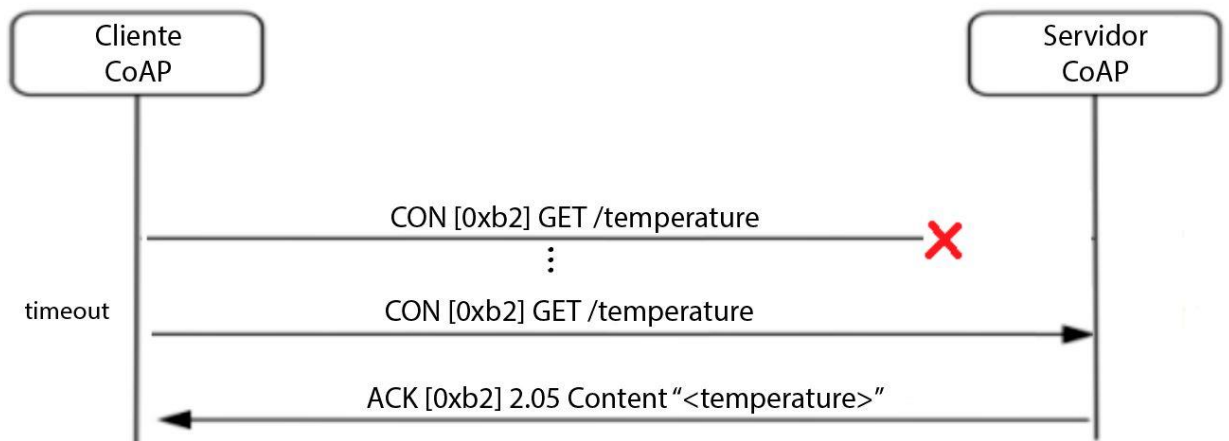 Cliente
CoAP
Servidor
CoAP
CON [0xb2] GET /temperature
⋮
timeout
CON [0xb2] GET /temperature
ACK [0xb2] 2.05 Content “<temperature>”